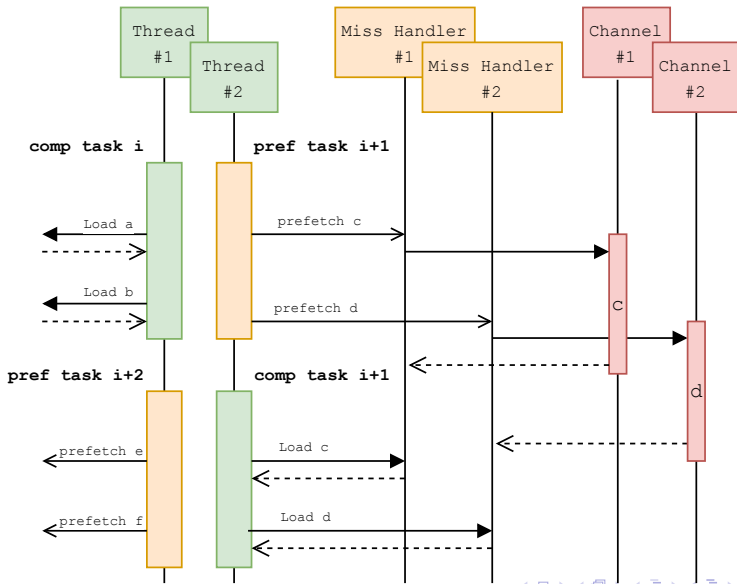 Thread
#1
Thread
#2
Miss Handler
#1
Miss Handler
#2
Channel
#1
Channel
#2
comp task i
pref task i+1
Load a
prefetch c
Load b
prefetch d
c
pref task i+2
comp task i+1
d
prefetch e
Load c
prefetch f
Load d